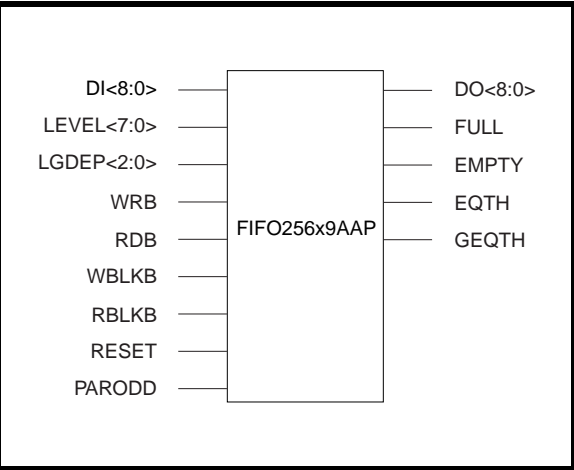 DI<8:0>
DO<8:0>
LEVEL<7:0>
FULL
LGDEP<2:0>
EMPTY
WRB
EQTH
FIFO256x9AAP
RDB
GEQTH
WBLKB
RBLKB
RESET
PARODD